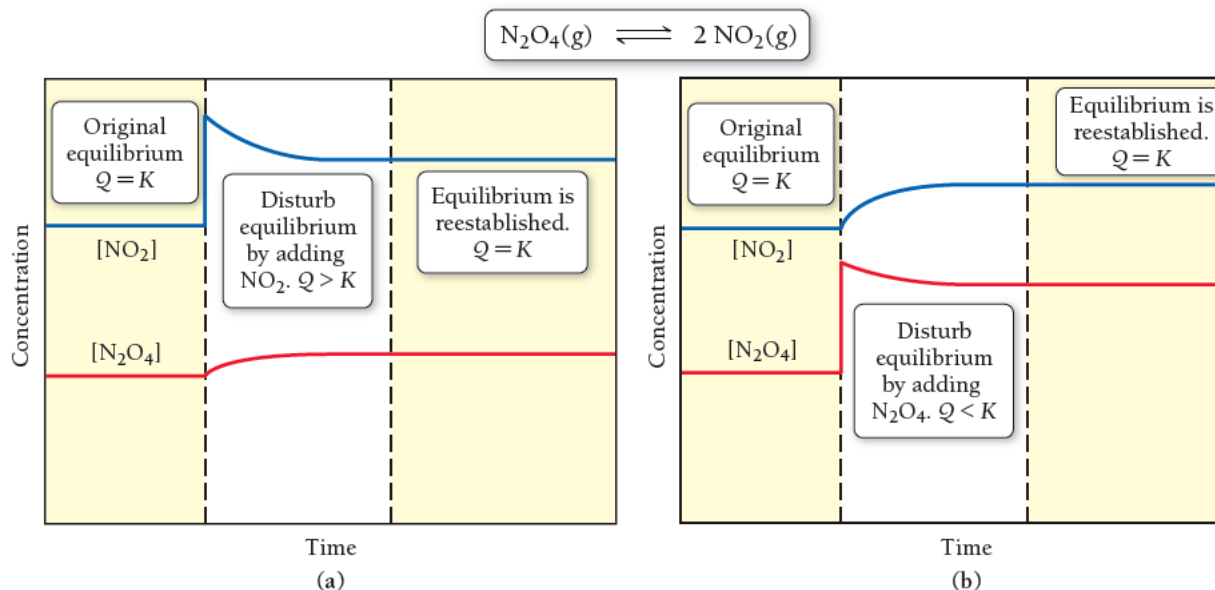 N₂O₄(g) ⇌ 2 NO₂(g)
Original
equilibrium
Q = K
[NO₂]
[N₂O₄]
Disturb
equilibrium
by adding
NO₂. Q > K
Equilibrium is
reestablished.
Q = K
Concentration
Time
(a)
Original
equilibrium
Q = K
[NO₂]
[N₂O₄]
Disturb
equilibrium
by adding
N₂O₄. Q < K
Equilibrium is
reestablished.
Q = K
Concentration
Time
(b)